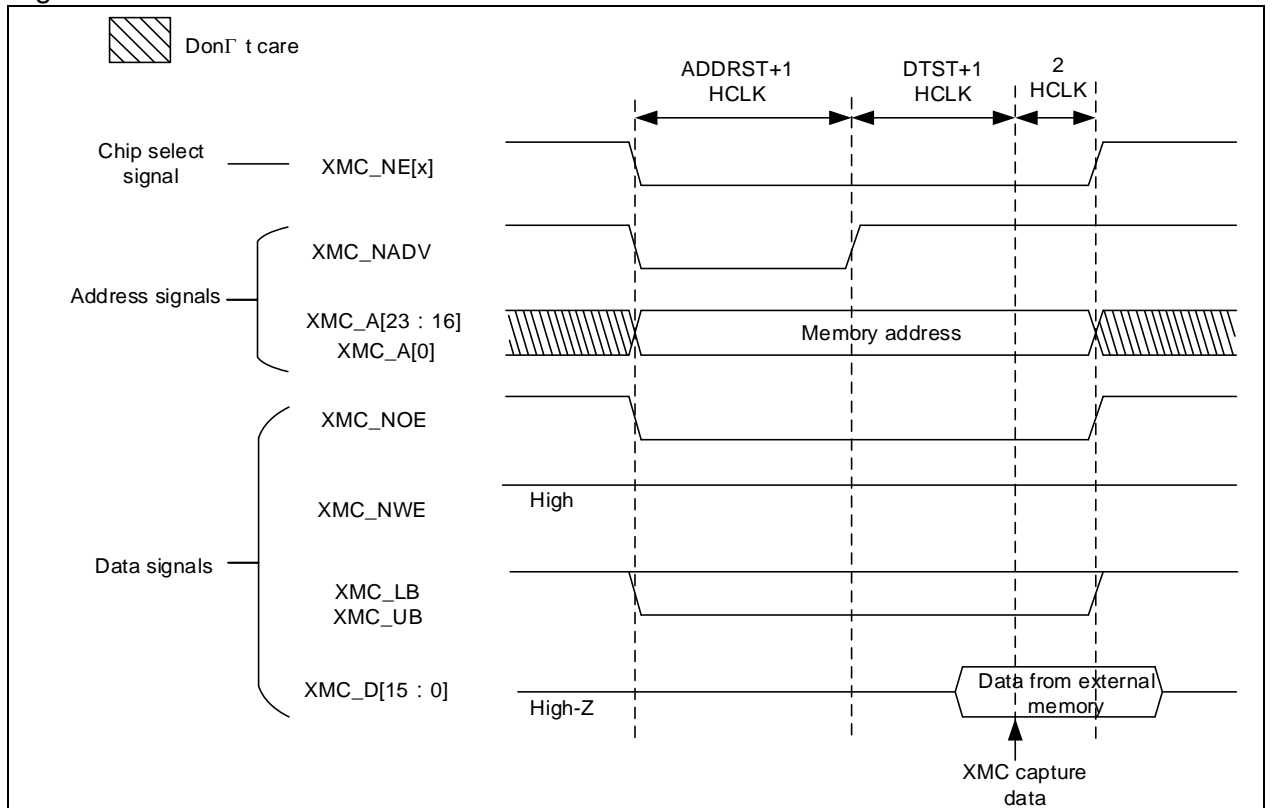 DonΓ t care
ADDRST+1
HCLK
DTST+1
HCLK
2
HCLK
Chip select
signal
XMC_NE[x]
XMC_NADV
Address signals
XMC_A[23 : 16]
XMC_A[0]
Memory address
XMC_NOE
XMC_NWE
High
Data signals
XMC_LB
XMC_UB
XMC_D[15 : 0]
High-Z
Data from external
memory
XMC capture
data